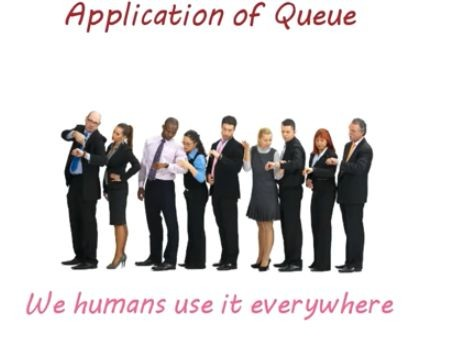 Application of Queue
We humans use it everywhere